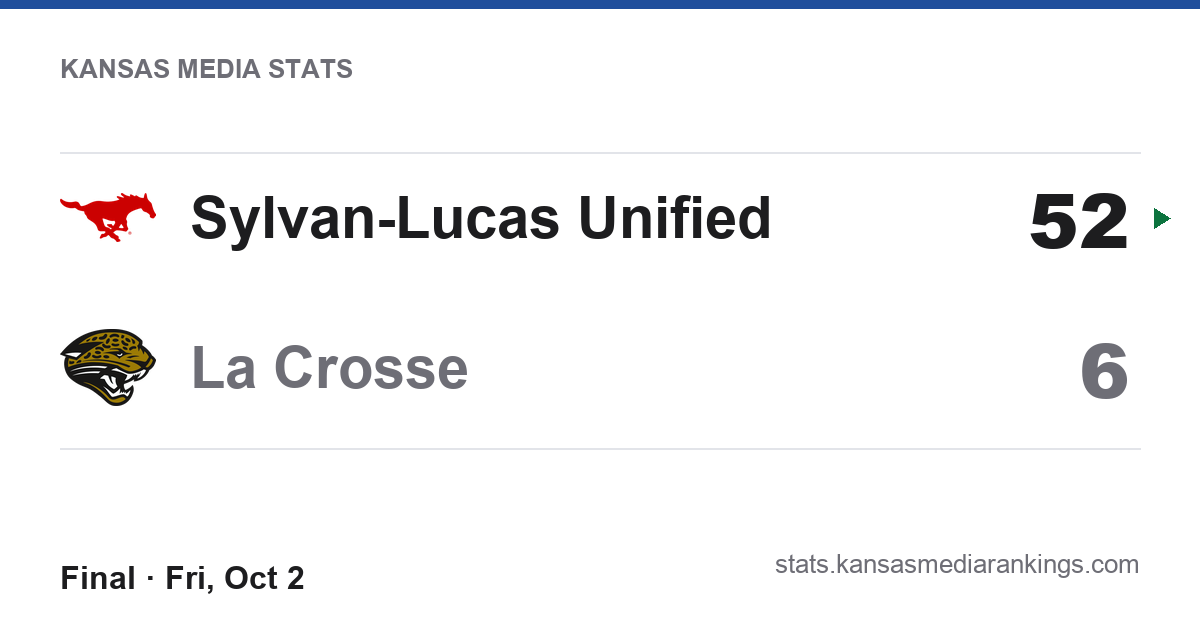 KANSAS MEDIA STATS
Sylvan-Lucas Unified 52
La Crosse 6
Final · Fri, Oct 2
stats.kansasmediarankings.com